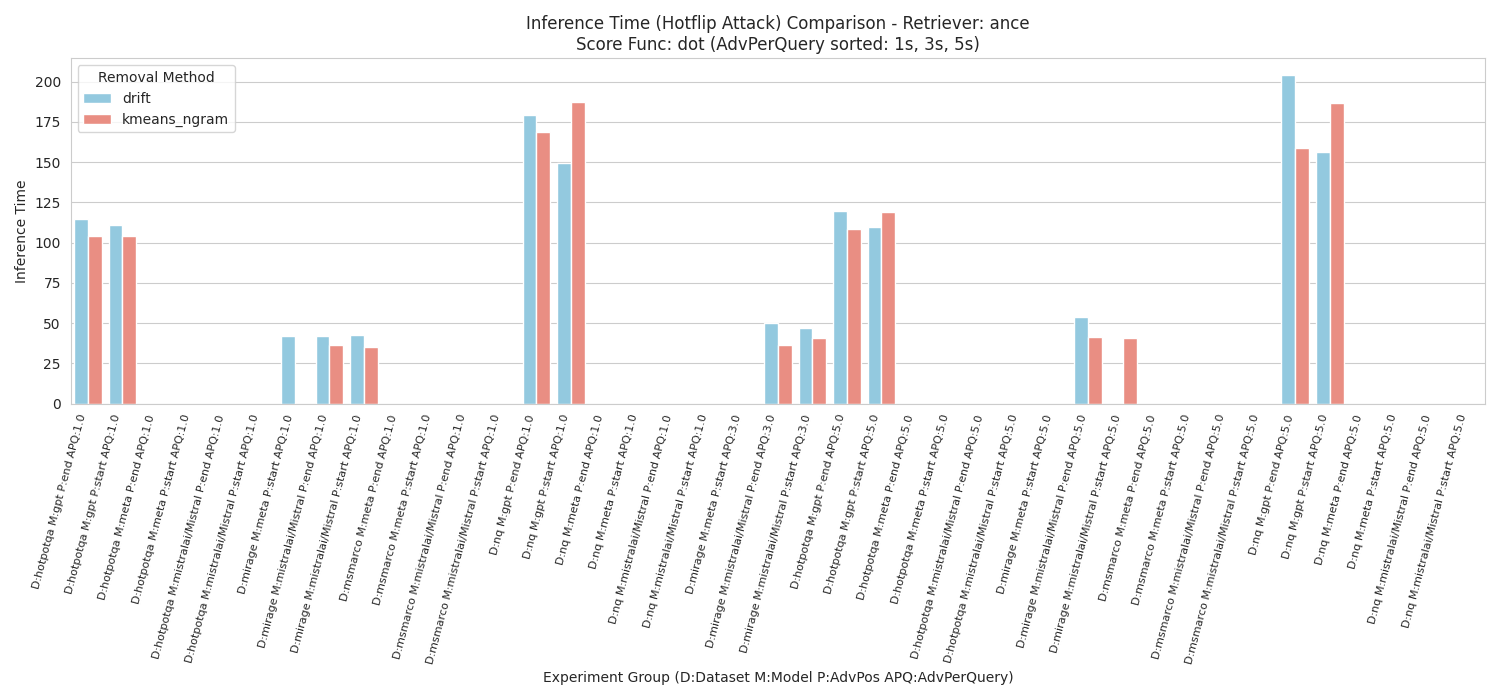 Inference Time (Hotflip Attack) Comparison - Retriever: ance
Score Func: dot (AdvPerQuery sorted: 1s, 3s, 5s)
Removal Method
drift
kmeans_ngram
Inference Time
200
175
150
125
100
75
50
25
0
D:hotpotqa M:gpt P:end APQ:1.0
D:hotpotqa M:gpt P:start APQ:1.0
D:hotpotqa M:meta P:end APQ:1.0
D:hotpotqa M:meta P:start APQ:1.0
D:hotpotqa M:mistralai/Mistral P:end APQ:1.0
D:hotpotqa M:mistralai/Mistral P:start APQ:1.0
D:mirage M:meta P:start APQ:1.0
D:mirage M:mistralai/Mistral P:end APQ:1.0
D:mirage M:mistralai/Mistral P:start APQ:1.0
D:msmarco M:meta P:end APQ:1.0
D:msmarco M:meta P:start APQ:1.0
D:msmarco M:mistralai/Mistral P:end APQ:1.0
D:msmarco M:mistralai/Mistral P:start APQ:1.0
D:nq M:gpt P:end APQ:1.0
D:nq M:gpt P:start APQ:1.0
D:nq M:meta P:end APQ:1.0
D:nq M:meta P:start APQ:1.0
D:nq M:mistralai/Mistral P:end APQ:1.0
D:nq M:mistralai/Mistral P:start APQ:1.0
D:mirage M:meta P:start APQ:3.0
D:mirage M:mistralai/Mistral P:end APQ:3.0
D:mirage M:mistralai/Mistral P:start APQ:3.0
D:hotpotqa M:gpt P:end APQ:5.0
D:hotpotqa M:gpt P:start APQ:5.0
D:hotpotqa M:meta P:end APQ:5.0
D:hotpotqa M:meta P:start APQ:5.0
D:hotpotqa M:mistralai/Mistral P:end APQ:5.0
D:hotpotqa M:mistralai/Mistral P:start APQ:5.0
D:mirage M:meta P:start APQ:5.0
D:mirage M:mistralai/Mistral P:end APQ:5.0
D:mirage M:mistralai/Mistral P:start APQ:5.0
D:msmarco M:meta P:end APQ:5.0
D:msmarco M:meta P:start APQ:5.0
D:msmarco M:mistralai/Mistral P:end APQ:5.0
D:msmarco M:mistralai/Mistral P:start APQ:5.0
D:nq M:gpt P:end APQ:5.0
D:nq M:gpt P:start APQ:5.0
D:nq M:meta P:end APQ:5.0
D:nq M:meta P:start APQ:5.0
D:nq M:mistralai/Mistral P:end APQ:5.0
D:nq M:mistralai/Mistral P:start APQ:5.0
Experiment Group (D:Dataset M:Model P:AdvPos APQ:AdvPerQuery)